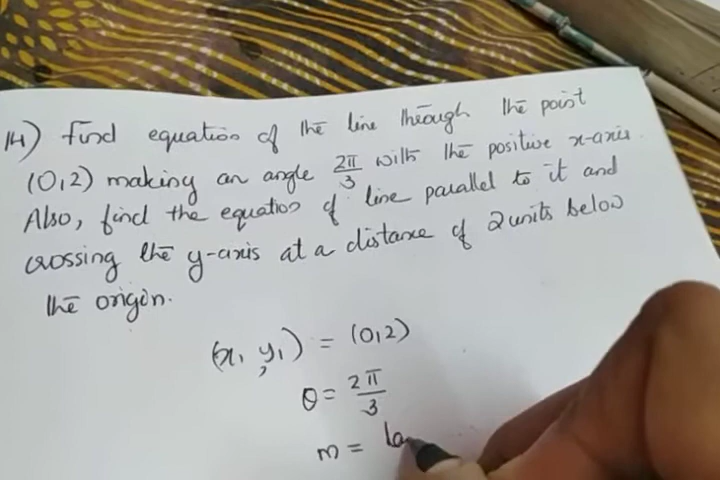 14) Find equation of the line through the point
(0,2) making an angle 2π/3 with the positive x-axis.
Also, find the equation of line parallel to it and
crossing the y-axis at a distance of 2 units below
the origin.
(x₁, y₁) = (0,2)
θ = 2π/3
m = ta